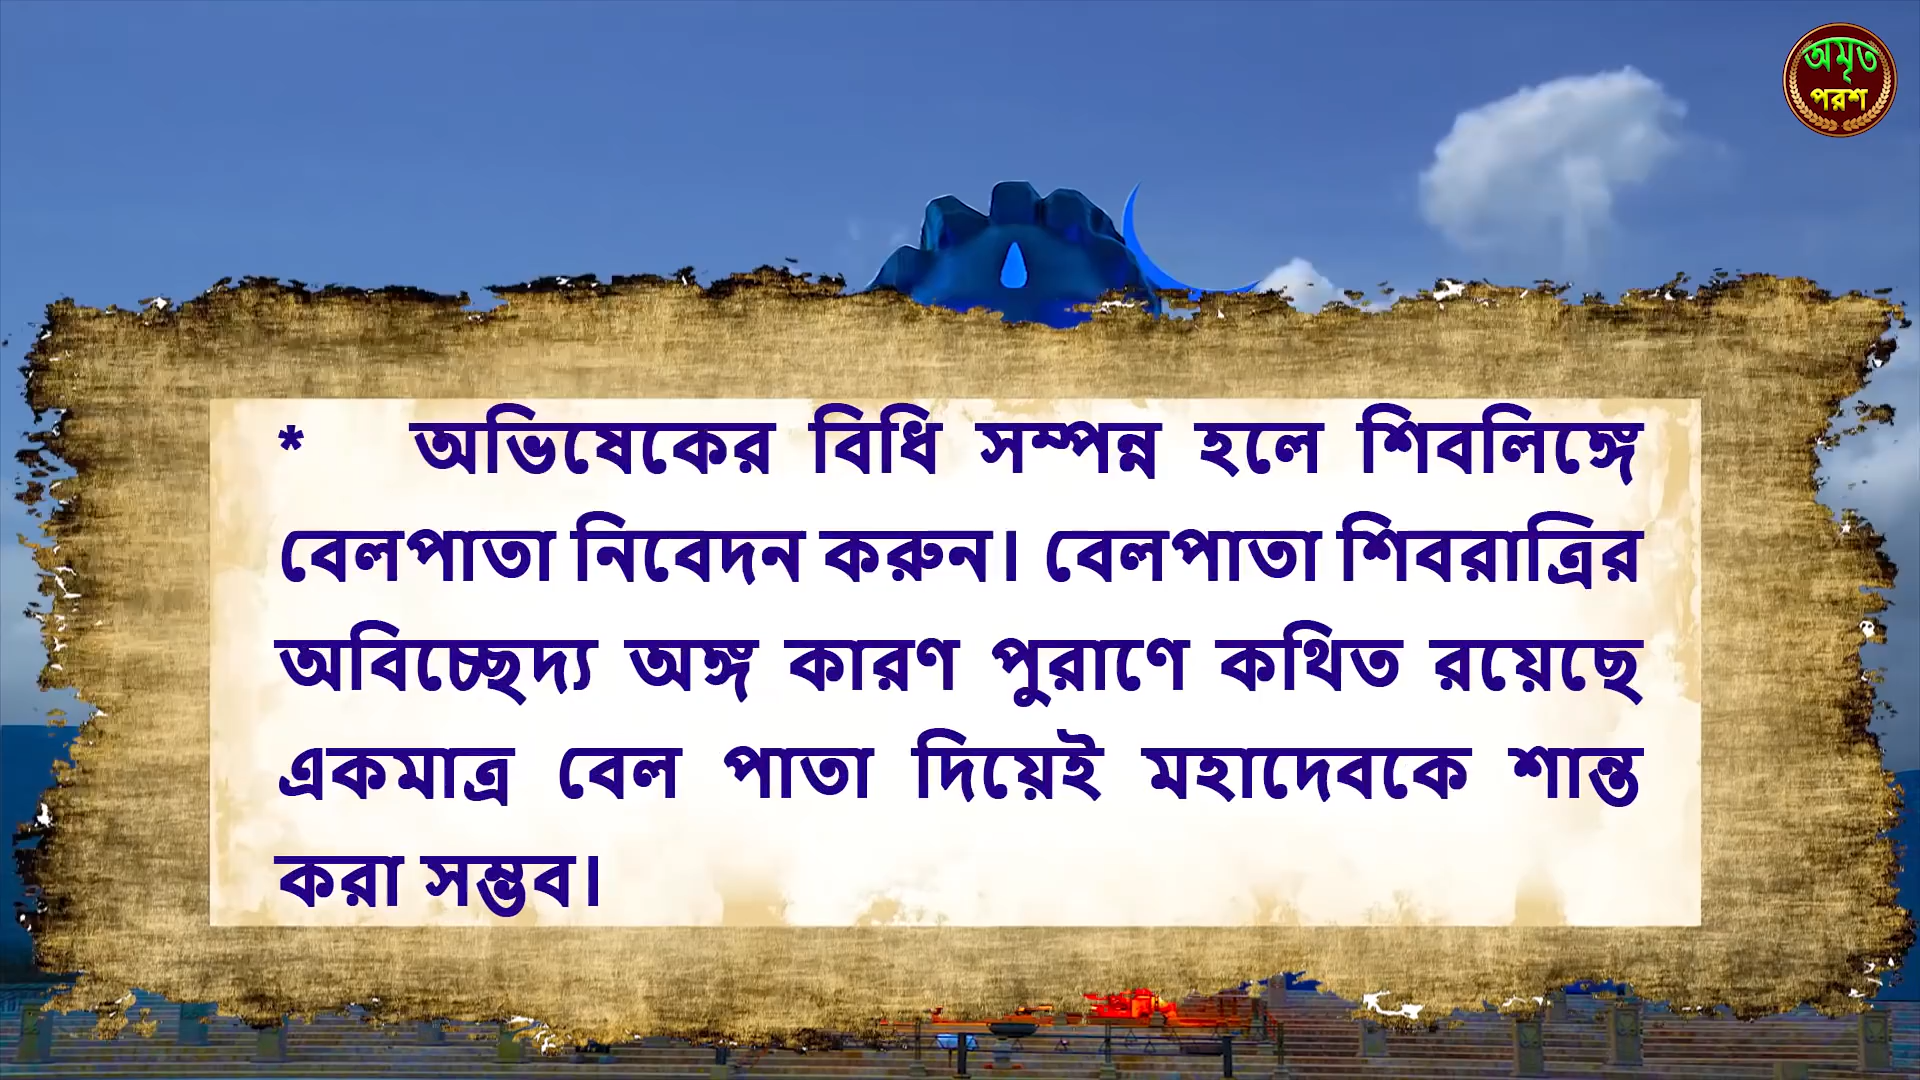 অমৃত
পরশ
* অভিষেকের বিধি সম্পন্ন হলে শিবলিঙ্গে
বেলপাতা নিবেদন করুন। বেলপাতা শিবরাত্রির
অবিচ্ছেদ্য অঙ্গ কারণ পুরাণে কথিত রয়েছে
একমাত্র বেল পাতা দিয়েই মহাদেবকে শান্ত
করা সম্ভব।